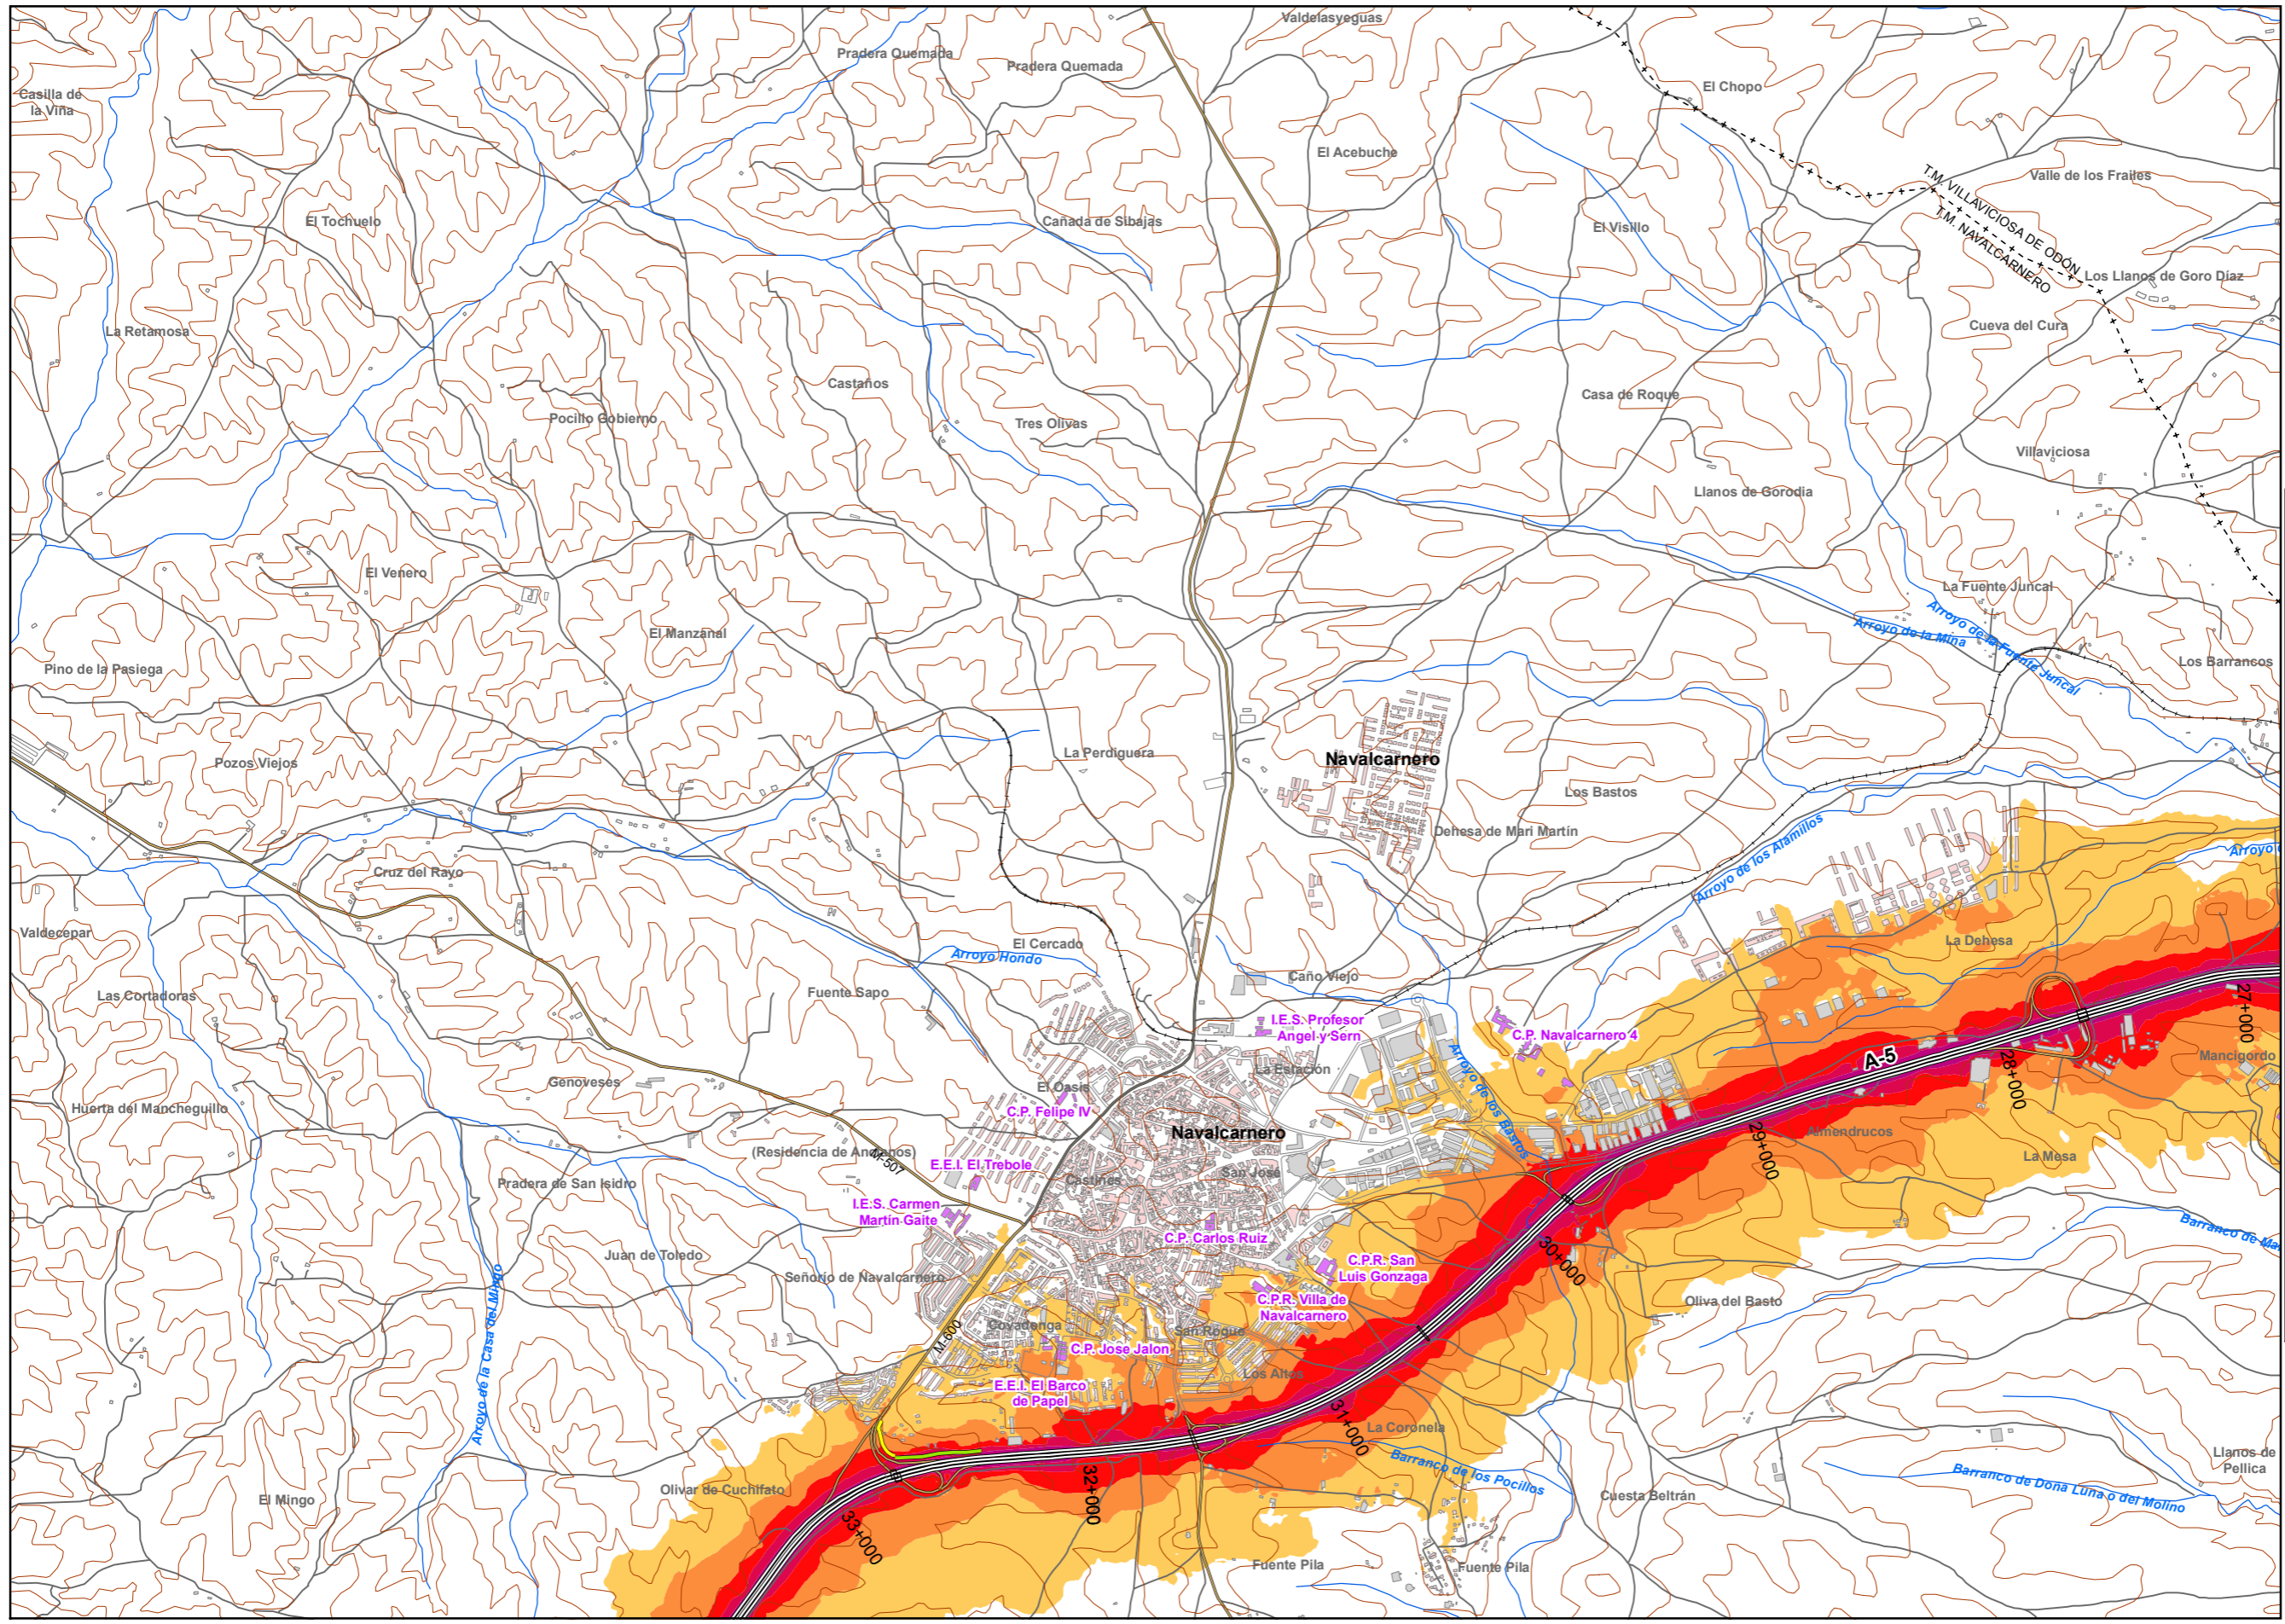 Valdelasyeguas
Pradera Quemada
Pradera Quemada
El Chopo
Casilla de
la Viña
El Acebuche
Valle de los Frailes
T.M. VILLAVICIOSA DE ODÓN
T.M. NAVALCARNERO
El Tochuelo
Cañada de Sibajas
El Visillo
Los Llanos de Goro Díaz
La Retamosa
Cueva del Cura
Castaños
Casa de Roque
Pocillo Gobierno
Tres Olivas
Villaviciosa
Llanos de Gorodia
El Venero
La Fuente Juncal
Arroyo de la Fuente Juncal
Arroyo de la Mina
El Manzanal
Pino de la Pasiega
Los Barrancos
La Perdiguera
Navalcarnero
Pozos Viejos
Los Bastos
Dehesa de Mari Martín
Arroyo de los Alamillos
Arroyo
Cruz del Rayo
Valdecepar
El Cercado
La Dehesa
Arroyo Hondo
Caño Viejo
Fuente Sapo
Las Cortadoras
27+000
I.E.S. Profesor
Angel y Sern
C.P. Navalcarnero 4
A-5
Mancigordo
La Estación
28+000
Genoveses
El Oasis
Arroyo de los Bastos
Huerta del Mancheguillo
C.P. Felipe IV
Navalcarnero
29+000
Almendrucos
(Residencia de Ancianos)
M-507
La Mesa
E.E.I. El Trebole
San José
Castines
Pradera de San Isidro
I.E.S. Carmen
Martín Gaite
C.P. Carlos Ruiz
Barranco de Ma
Juan de Toledo
30+000
C.P.R. San
Luis Gonzaga
Señorío de Navalcarnero
C.P.R. Villa de
Navalcarnero
Oliva del Basto
Arroyo de la Casa del Mingo
Covadonga
San Roque
M-600
C.P. Jose Jalon
Los Altos
E.E.I. El Barco
de Papel
31+000
La Coronela
Barranco de los Pocillos
Llanos de
Pellica
Barranco de Dona Luna o del Molino
Olivar de Cuchifato
32+000
Cuesta Beltrán
El Mingo
33+000
Fuente Pila
Fuente Pila